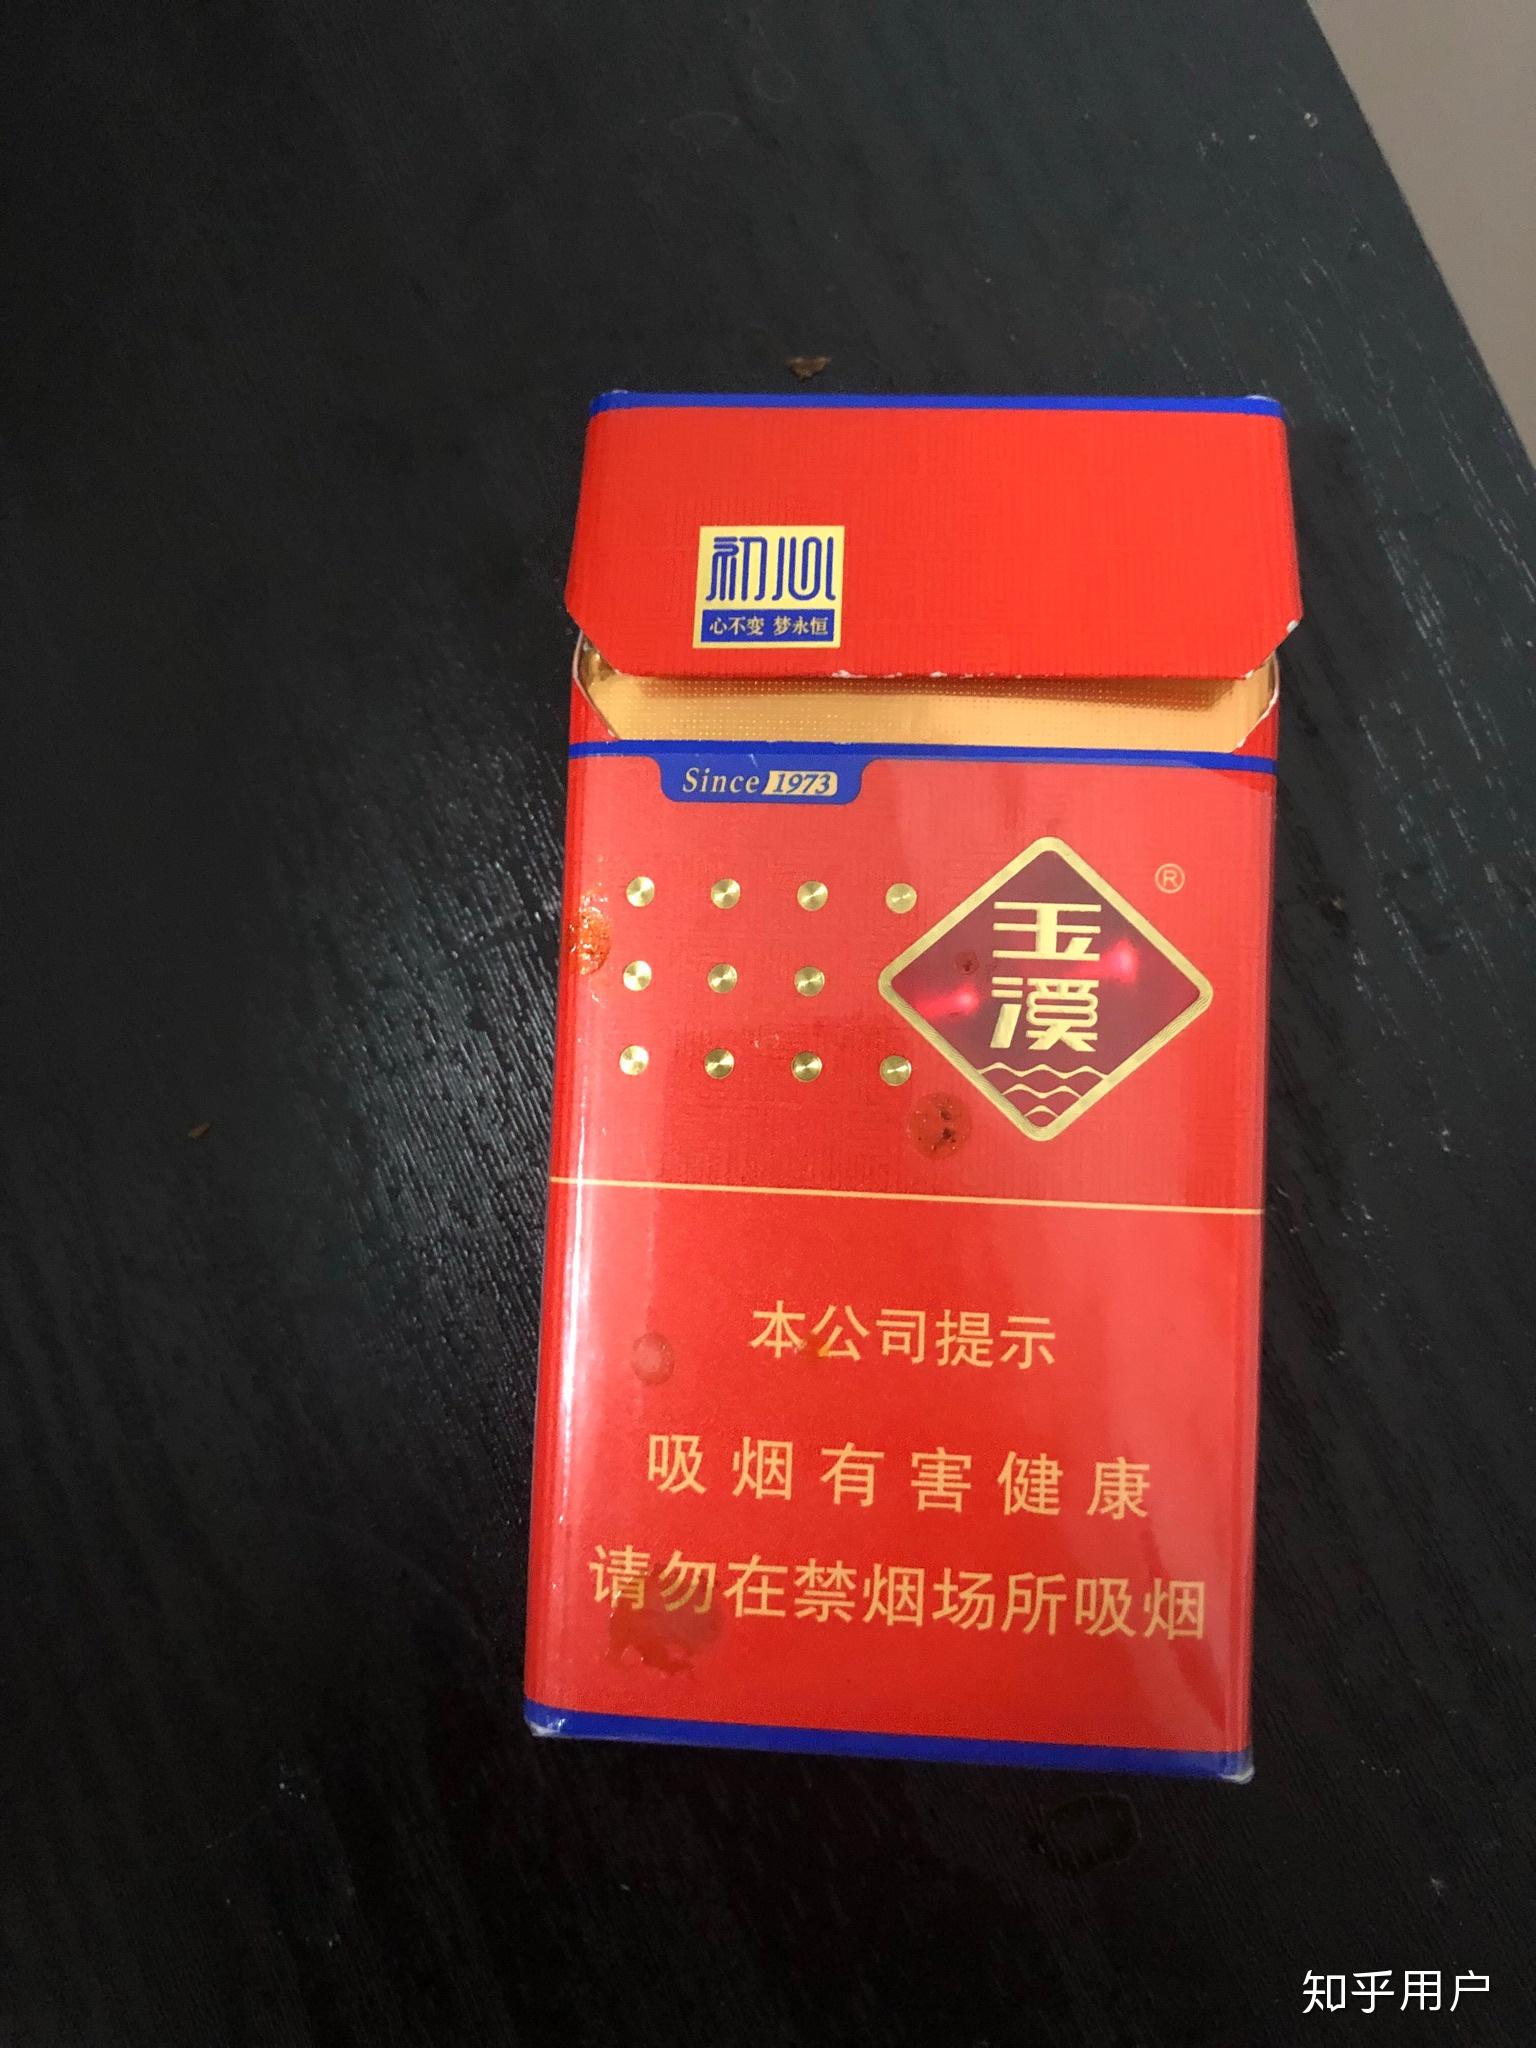 初心
心不变 梦永恒
Since 1973
玉溪
®
本公司提示
吸烟有害健康
请勿在禁烟场所吸烟
知乎用户